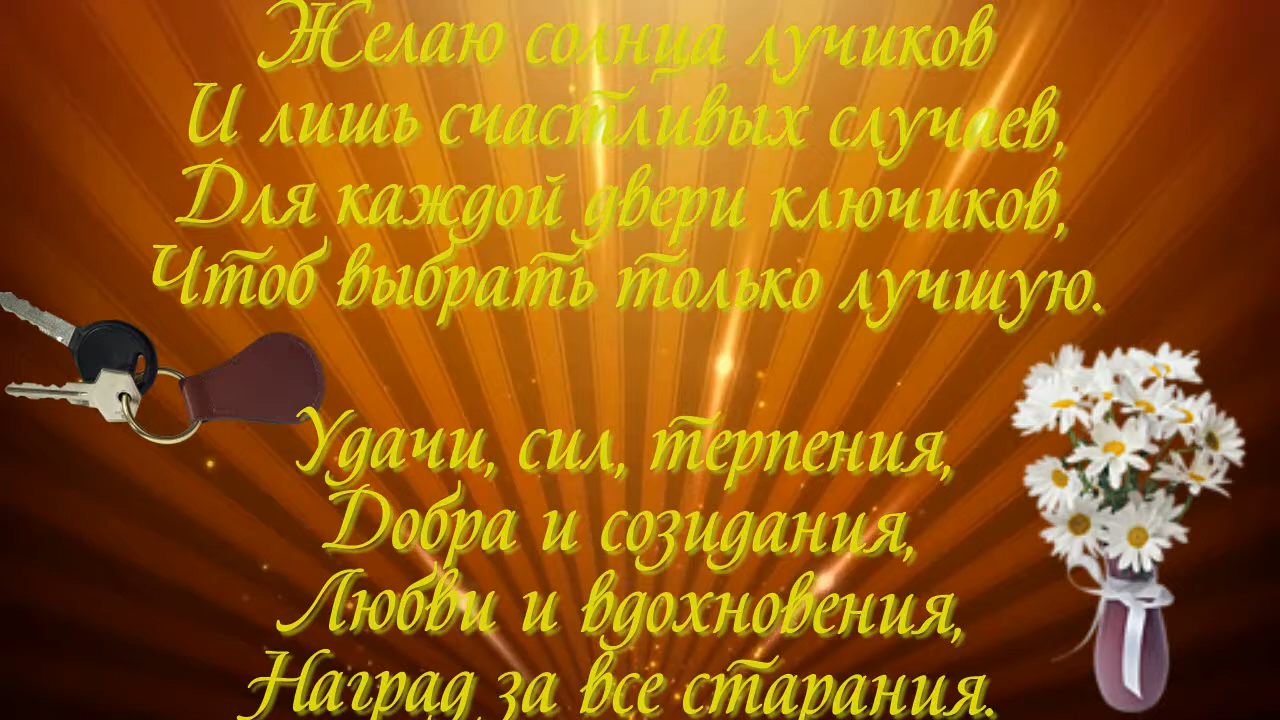 Желаю солнца лучиков
И лишь счастливых случаев,
Для каждой двери ключиков,
Чтоб выбрать только лучшую.
Удачи, сил, терпения,
Добра и созидания,
Любви и вдохновения,
Наград за все старания.